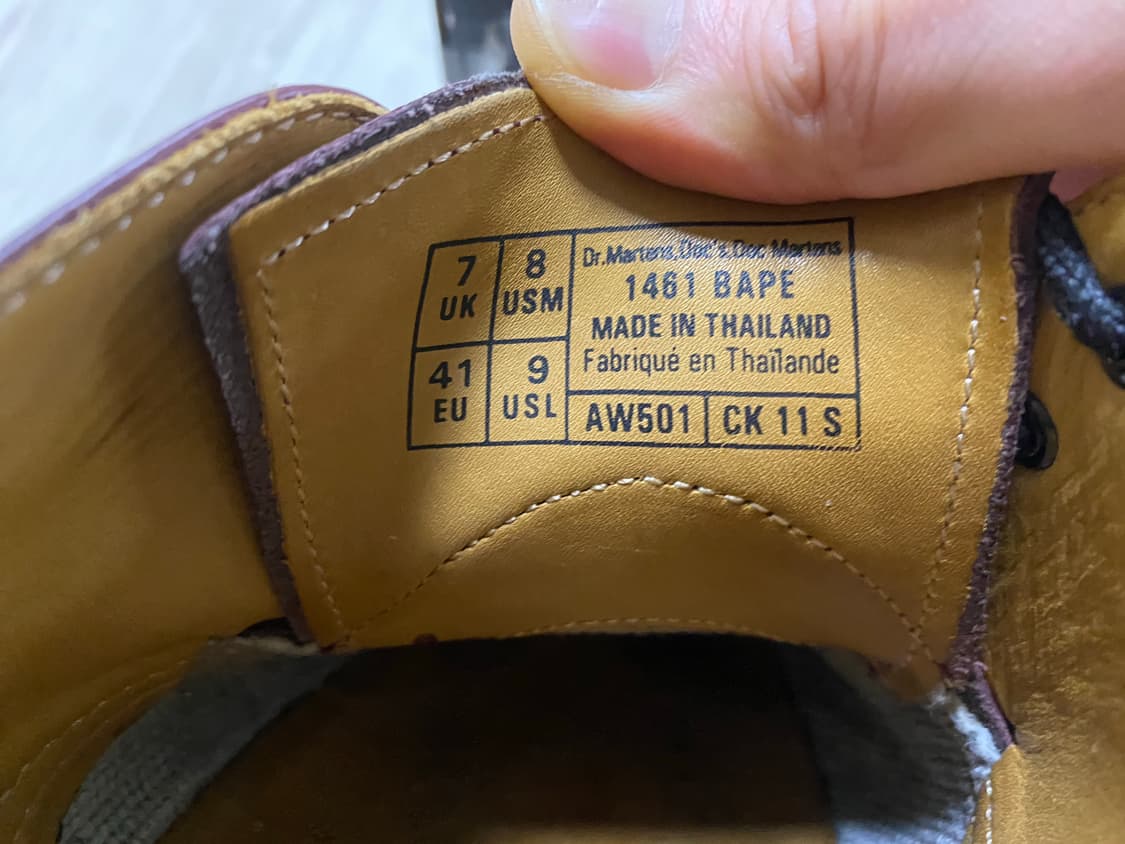 7
UK
8
USM
41
EU
9
USL
Dr.Martens,Doc's,Doc Martens
1461 BAPE
MADE IN THAILAND
Fabriqué en Thaïlande
AW501
CK 11 S